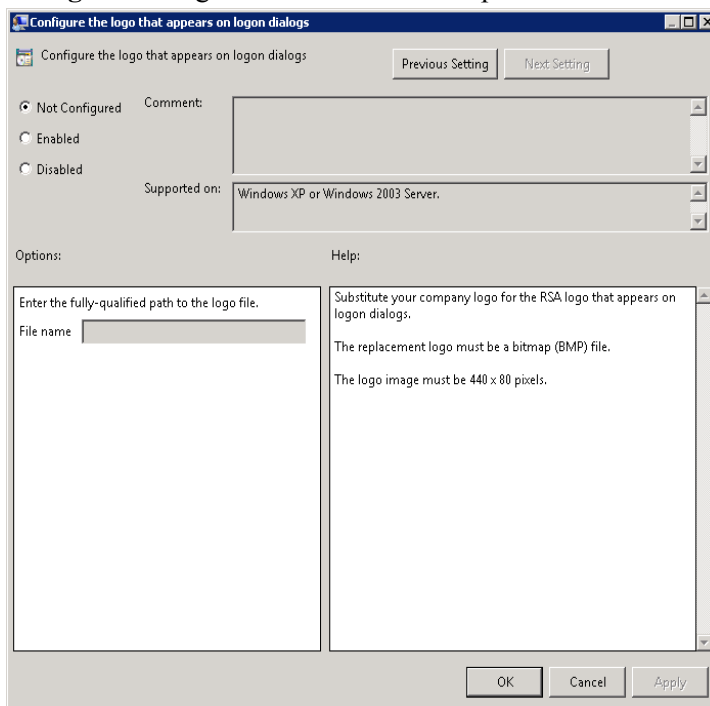 Configure the logo that appears on logon dialogs
Configure the logo that appears on logon dialogs
Previous Setting
Next Setting
Not Configured
Comment:
Enabled
Disabled
Supported on:
Windows XP or Windows 2003 Server.
Options:
Help:
Enter the fully-qualified path to the logo file.
File name
Substitute your company logo for the RSA logo that appears on
logon dialogs.
The replacement logo must be a bitmap (BMP) file.
The logo image must be 440 x 80 pixels.
OK
Cancel
Apply